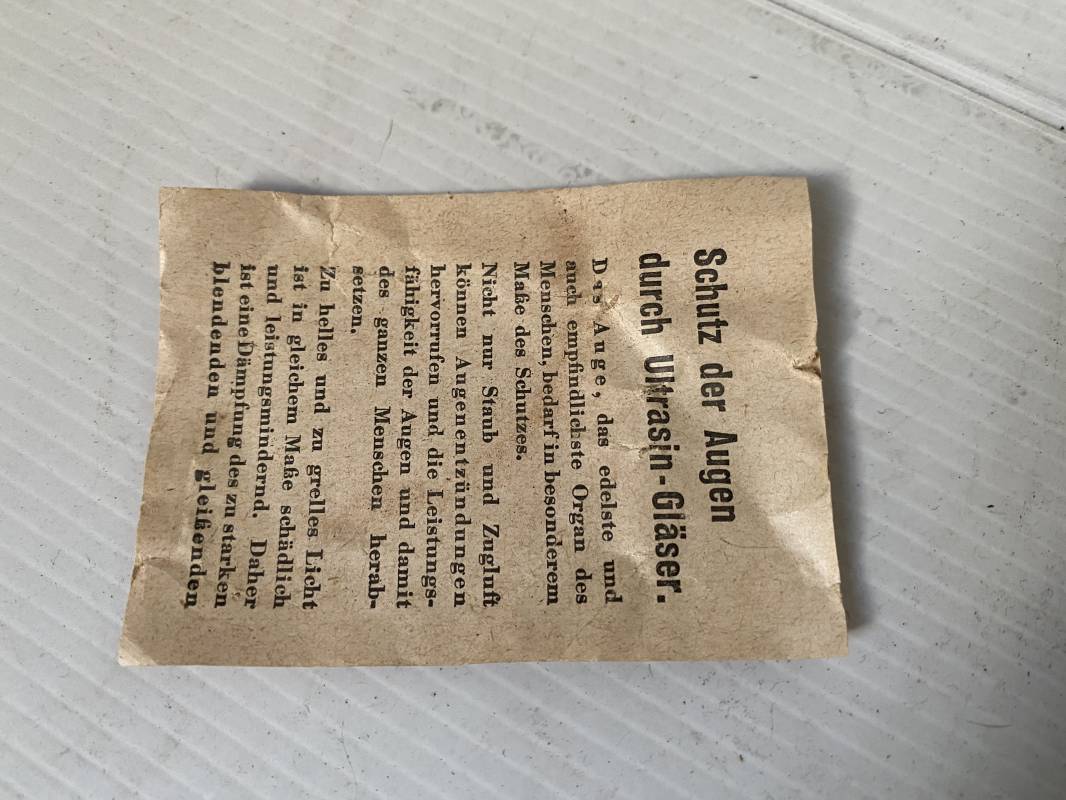 Schutz der Augen
durch Ultrasin-Gläser.
Das Auge, das edelste und
auch empfindlichste Organ des
Menschen, bedarf in besonderem
Maße des Schutzes.
Nicht nur Staub und Zugluft
können Augenentzündungen
hervorrufen und die Leistungs-
fähigkeit der Augen und damit
des ganzen Menschen herab-
setzen.
Zu helles und zu grelles Licht
ist in gleichem Maße schädlich
und leistungsmindernd. Daher
ist eine Dämpfung des zu starken
blendenden und gleißenden